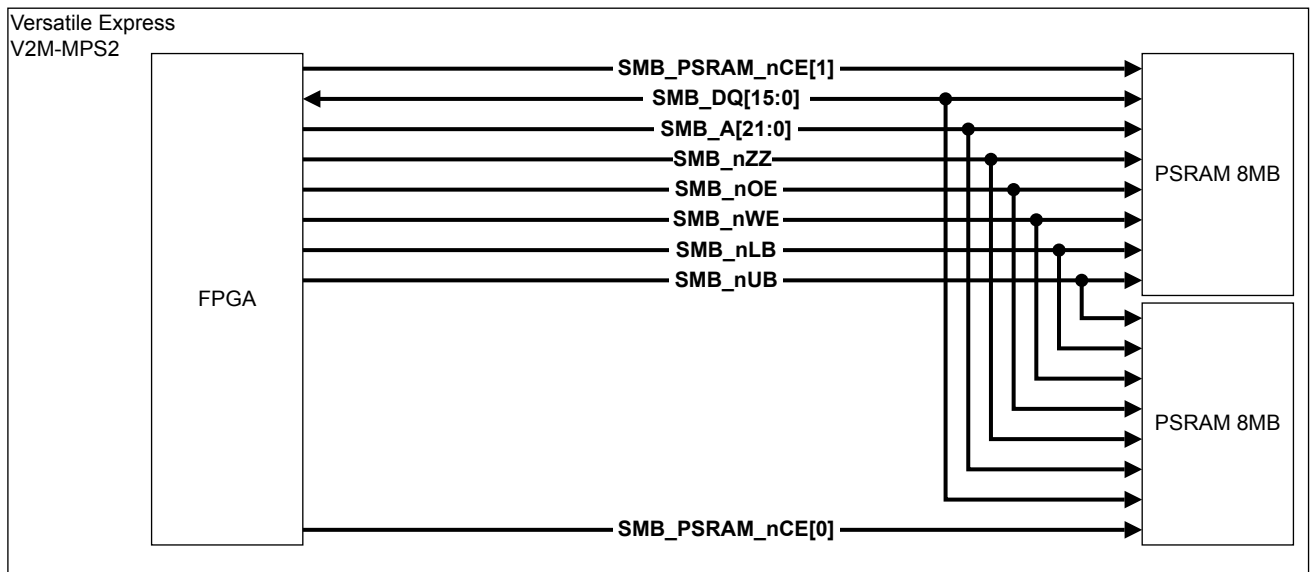 Versatile Express
V2M-MPS2
SMB_PSRAM_nCE[1]
SMB_DQ[15:0]
SMB_A[21:0]
SMB_nZZ
SMB_nOE
SMB_nWE
SMB_nLB
SMB_nUB
PSRAM 8MB
FPGA
PSRAM 8MB
SMB_PSRAM_nCE[0]